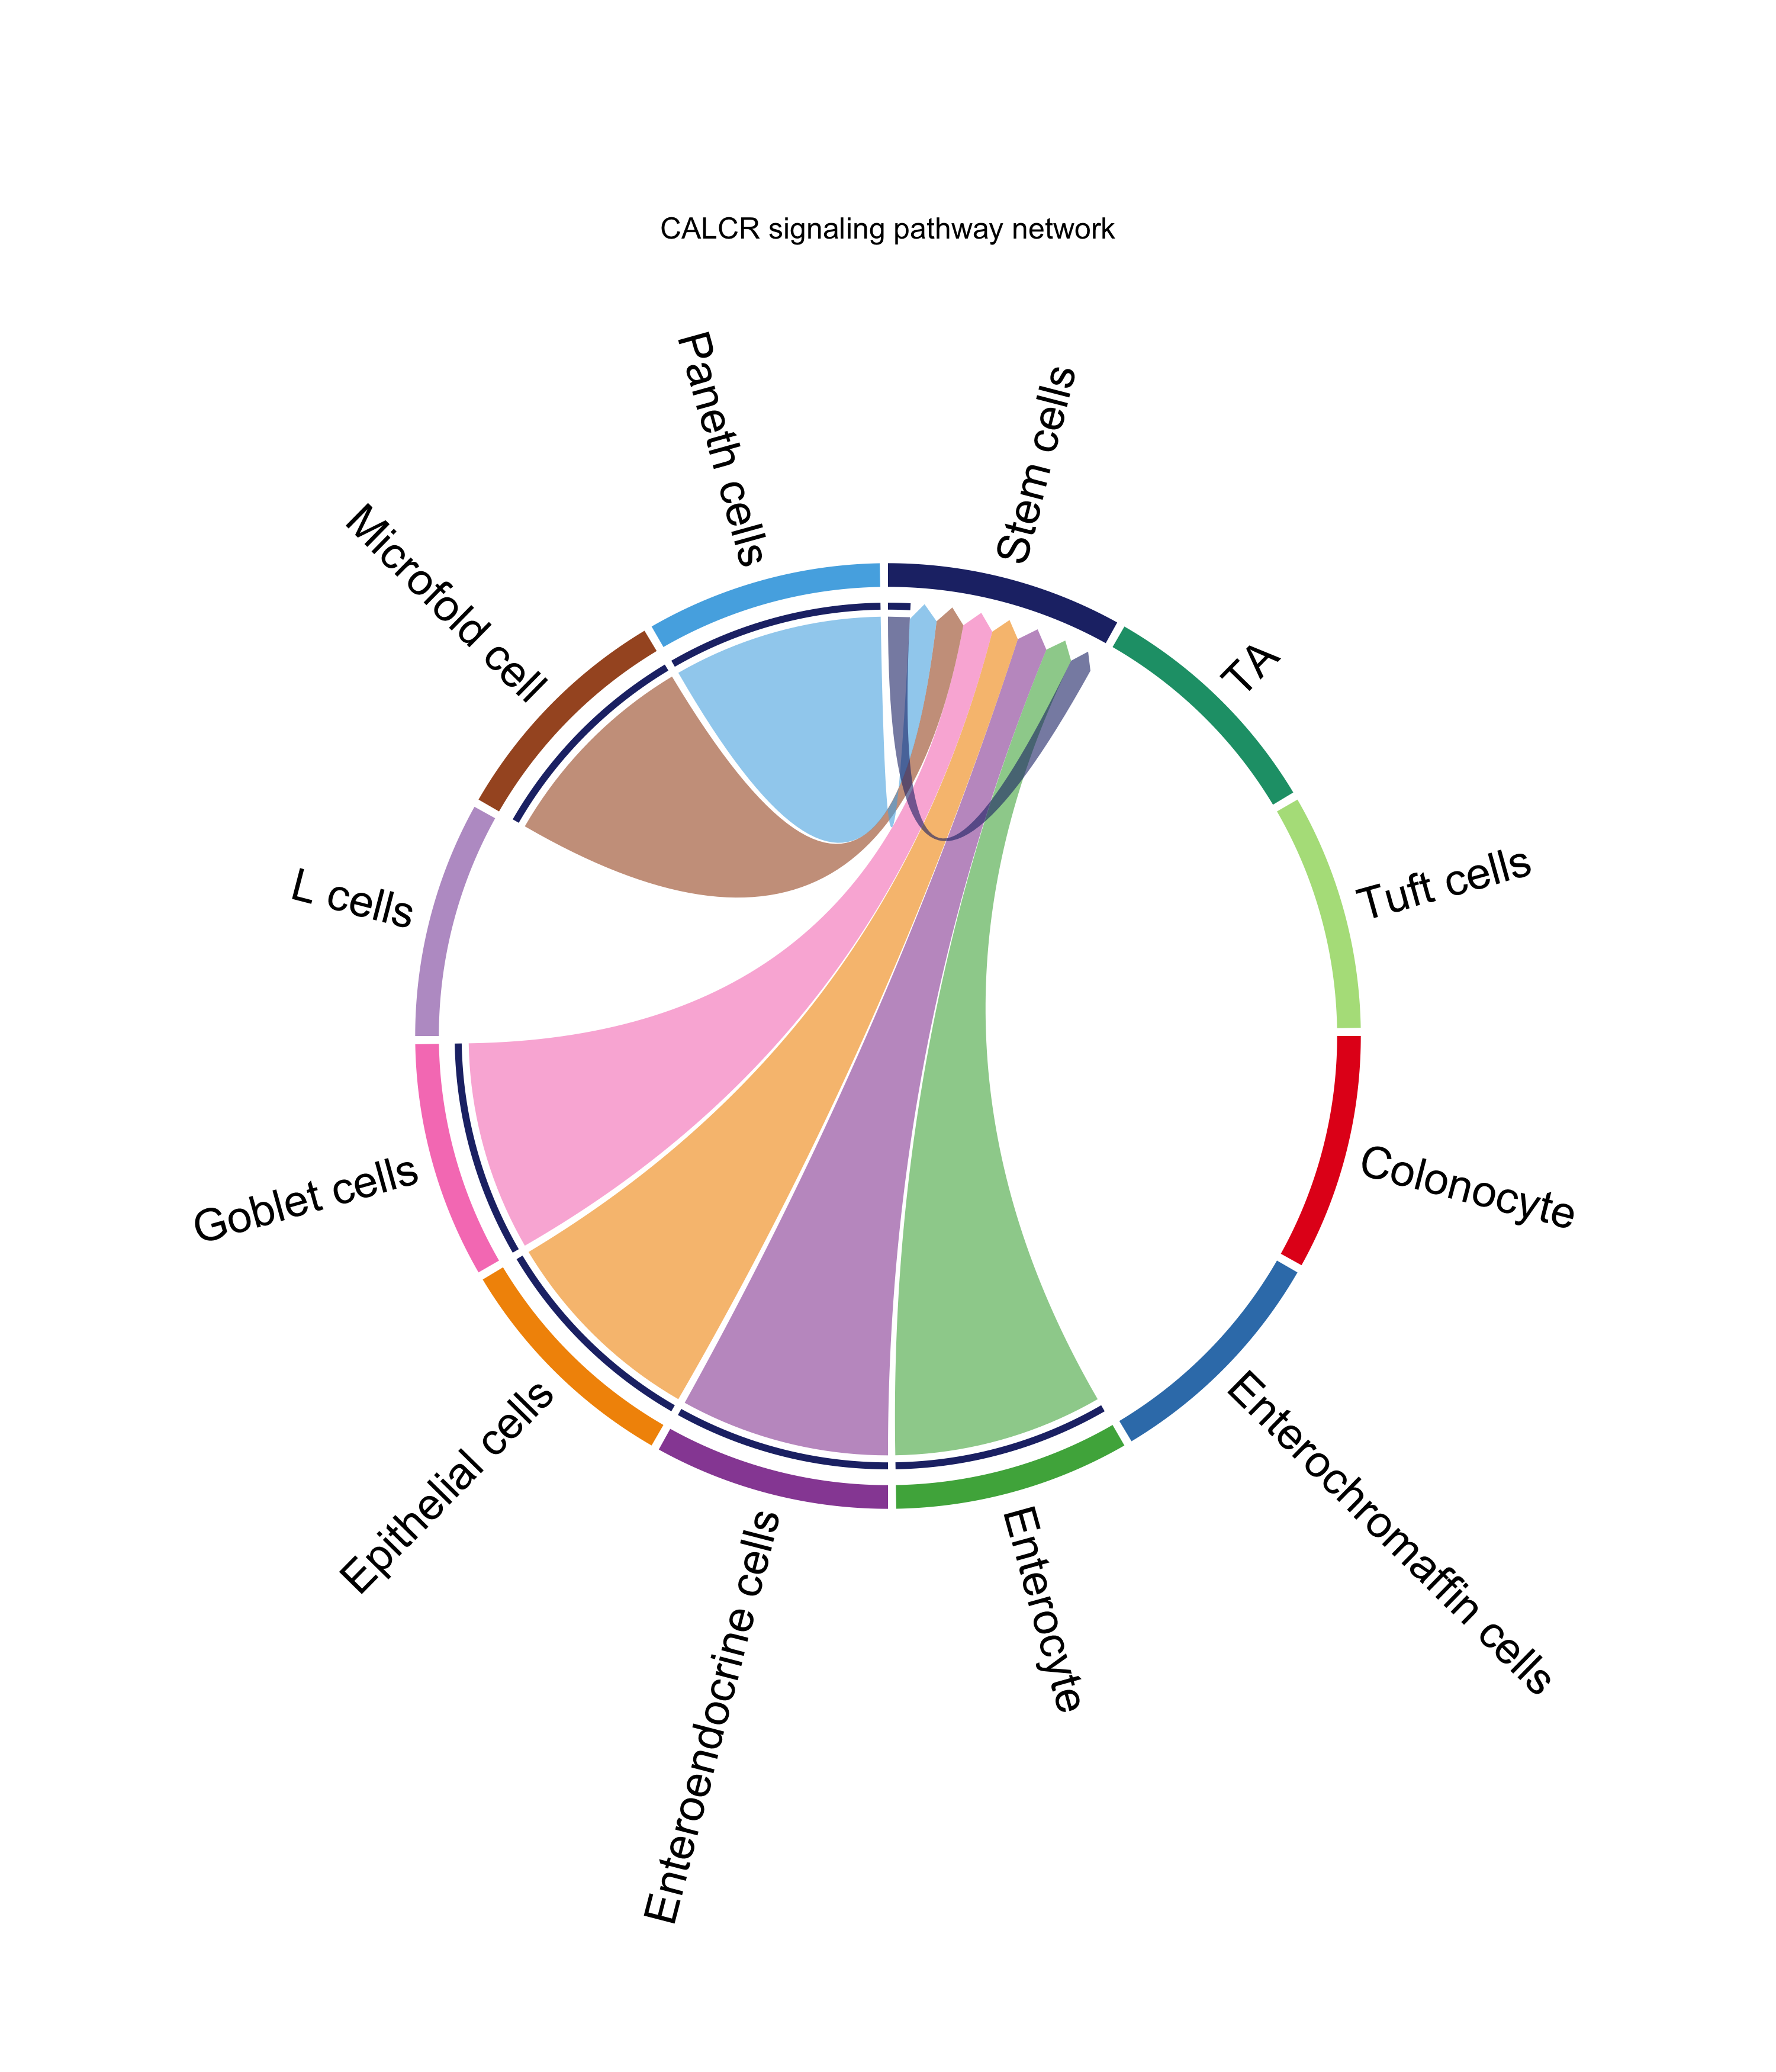 CALCR signaling pathway network
Paneth cells
Stem cells
Microfold cell
TA
L cells
Tuft cells
Goblet cells
Colonocyte
Epithelial cells
Enterochromaffin cells
Enteroendocrine cells
Enterocyte